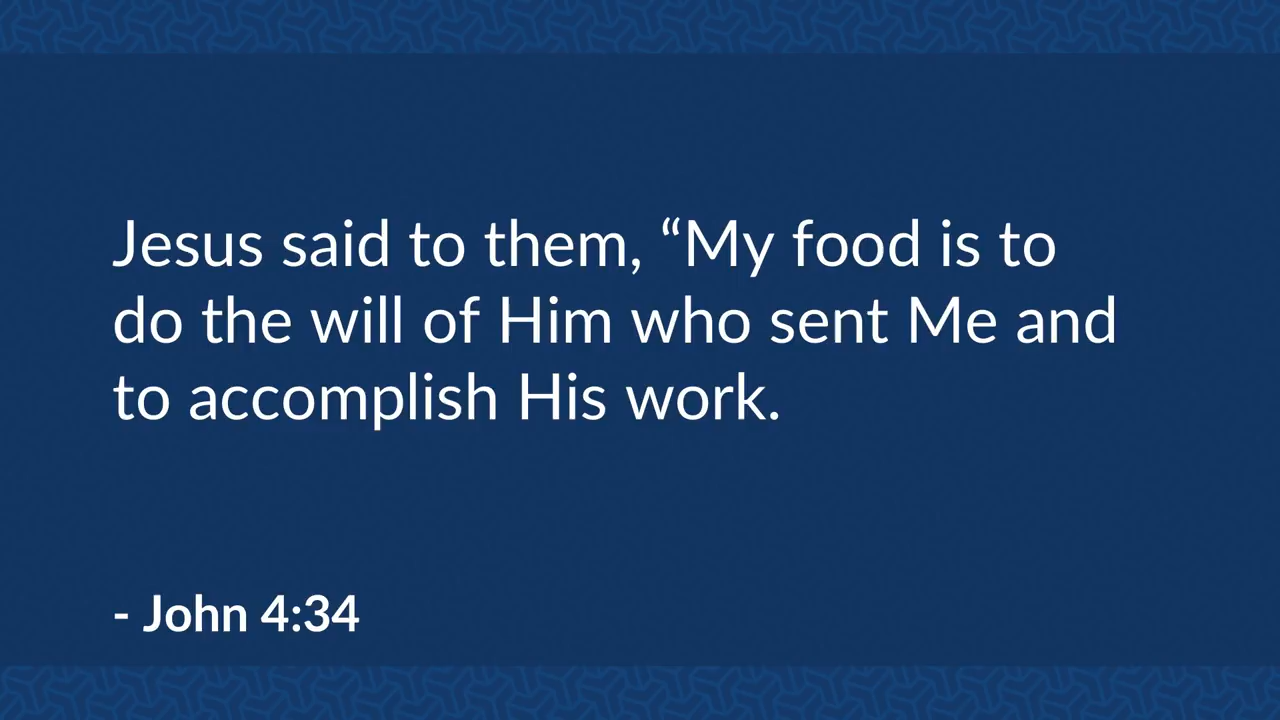 Jesus said to them, “My food is to
do the will of Him who sent Me and
to accomplish His work.
- John 4:34